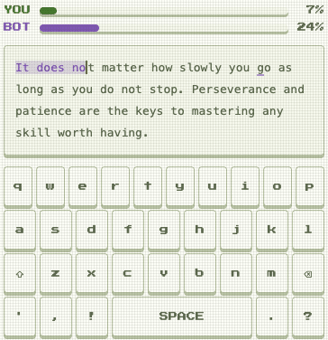 YOU 7%
BOT 24%
It does not matter how slowly you go as
long as you do not stop. Perseverance and
patience are the keys to mastering any
skill worth having.
q w e r t y u i o p
a s d f g h j k l
z x c v b n m
' , ! SPACE . ?